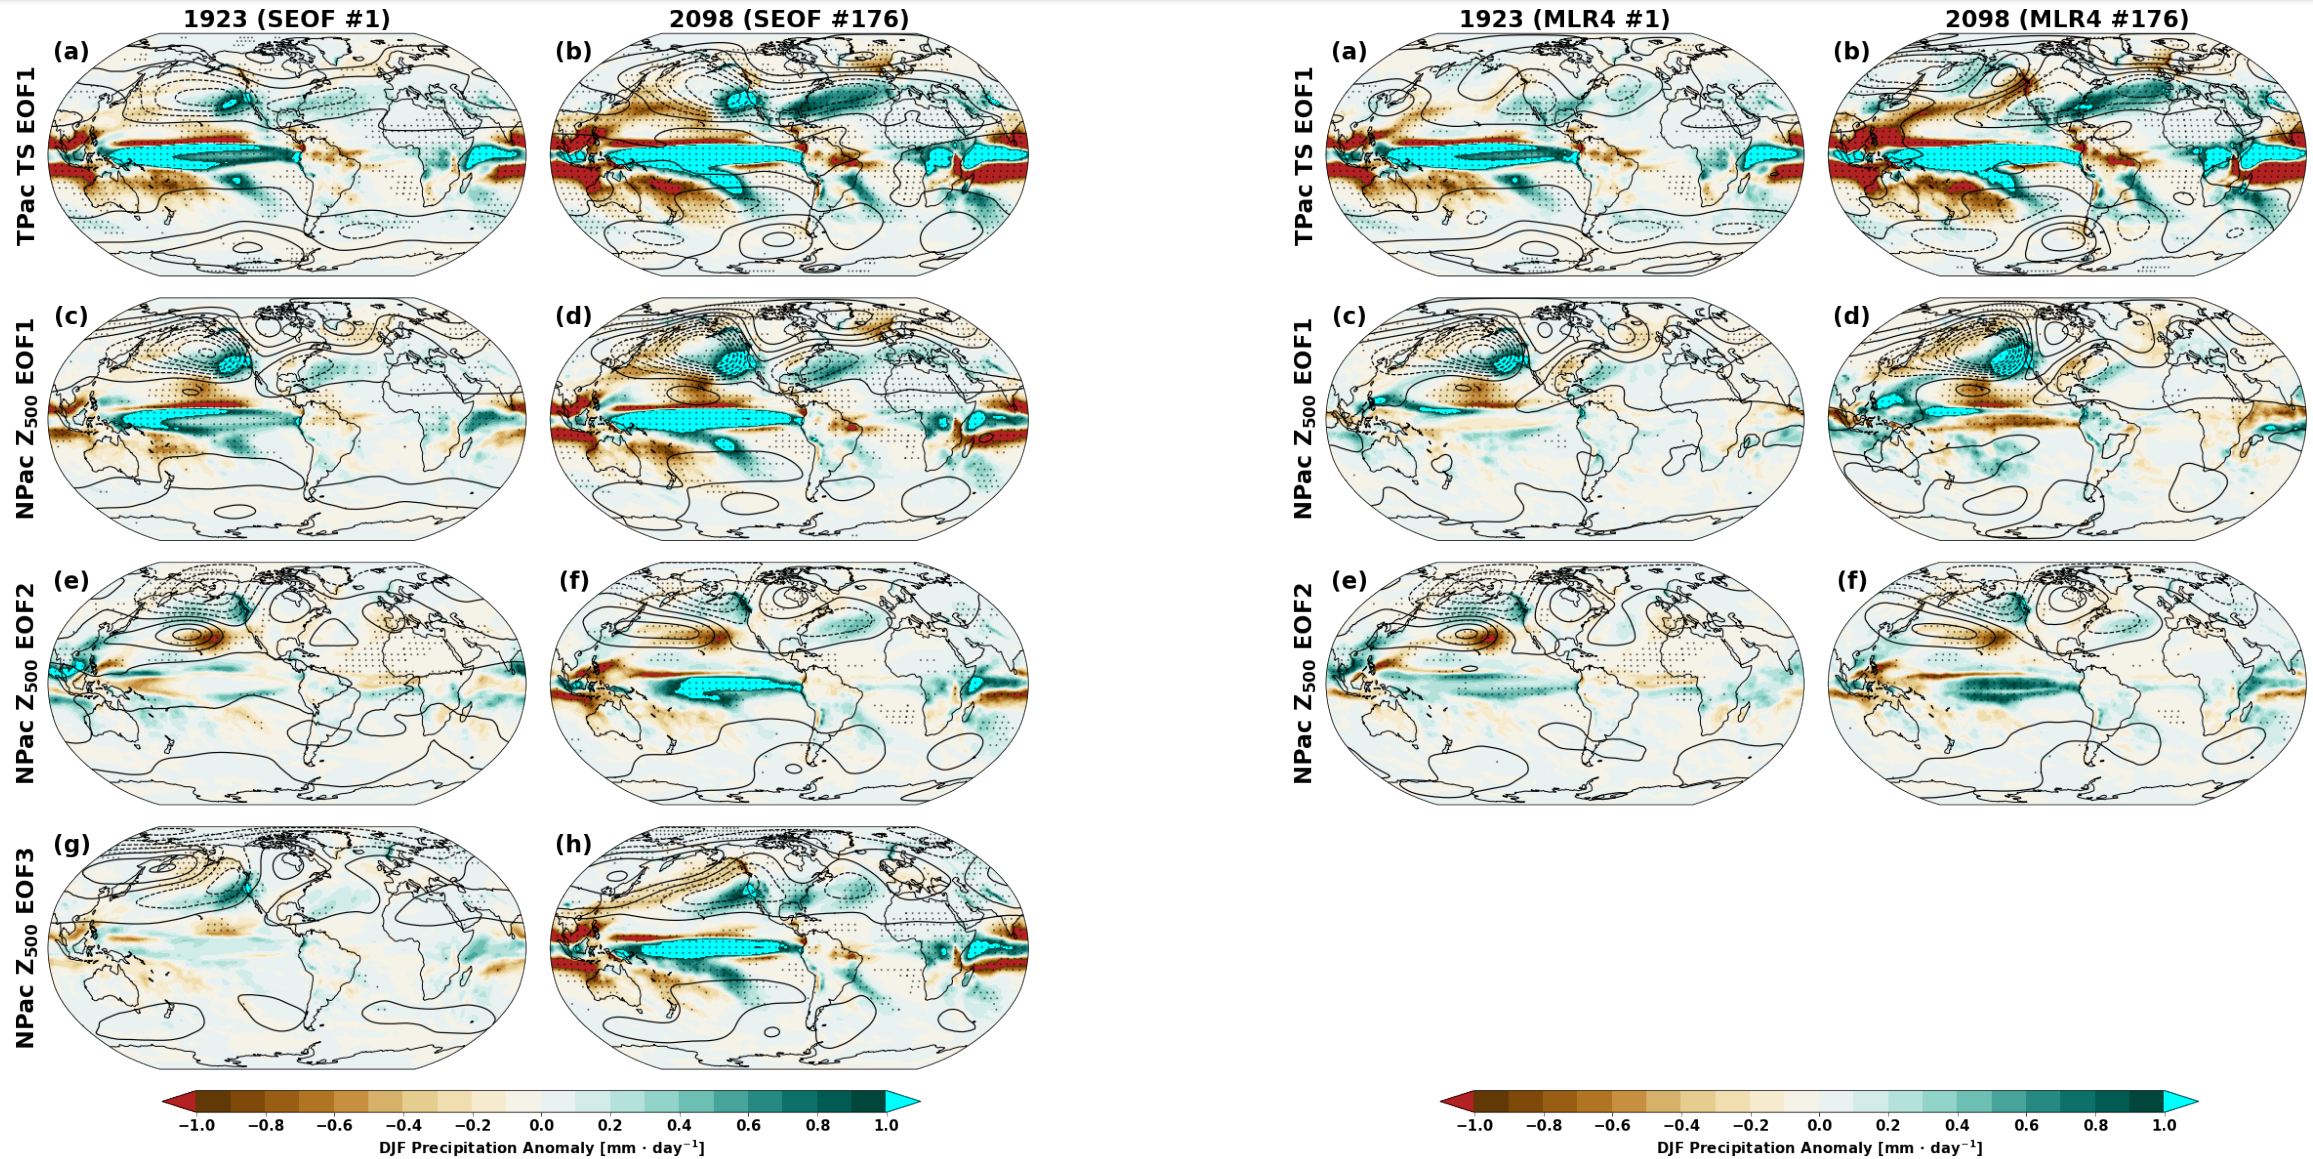 1923 (SEOF #1)
2098 (SEOF #176)
(a)
(b)
TPac TS EOF1
(c)
(d)
NPac Z500 EOF1
(e)
(f)
NPac Z500 EOF2
(g)
(h)
NPac Z500 EOF3
−1.0 −0.8 −0.6 −0.4 −0.2 0.0 0.2 0.4 0.6 0.8 1.0
DJF Precipitation Anomaly [mm · day−1]
1923 (MLR4 #1)
2098 (MLR4 #176)
(a)
(b)
TPac TS EOF1
(c)
(d)
NPac Z500 EOF1
(e)
(f)
NPac Z500 EOF2
−1.0 −0.8 −0.6 −0.4 −0.2 0.0 0.2 0.4 0.6 0.8 1.0
DJF Precipitation Anomaly [mm · day−1]